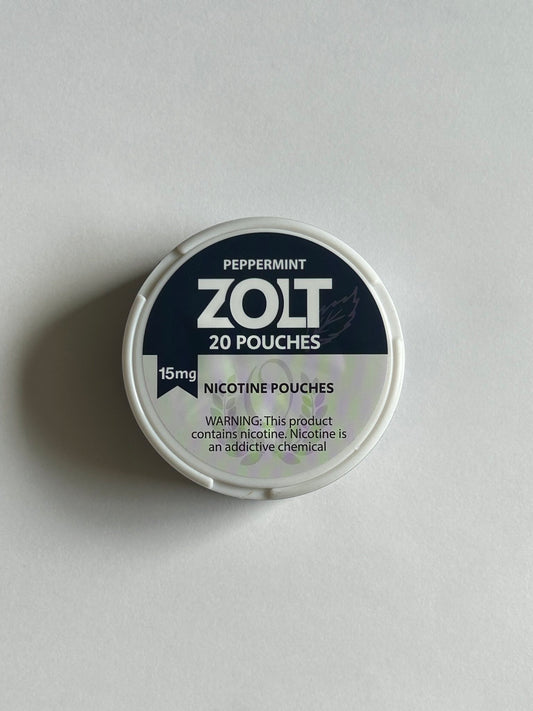 PEPPERMINT
ZOLT
20 POUCHES
15mg
NICOTINE POUCHES
WARNING: This product
contains nicotine. Nicotine is
an addictive chemical